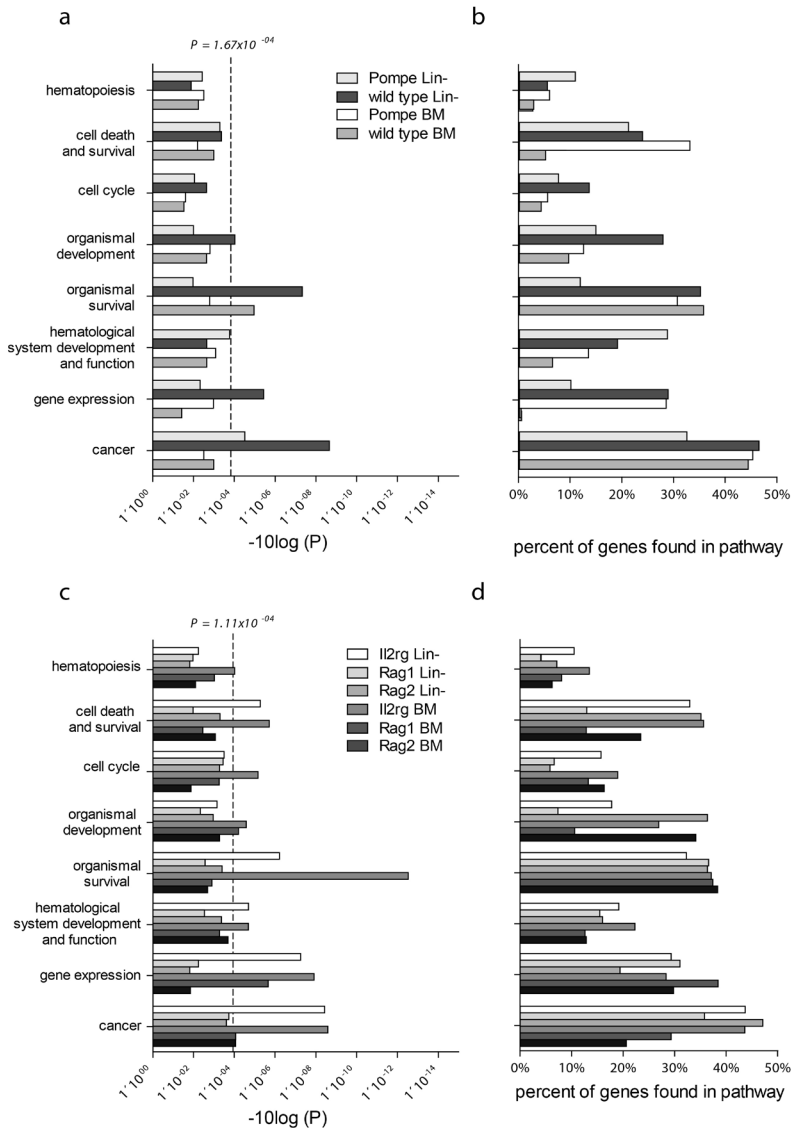 a
P = 1.67x10 -04
Pompe Lin-
wild type Lin-
Pompe BM
wild type BM
hematopoiesis
cell death
and survival
cell cycle
organismal
development
organismal
survival
hematological
system development
and function
gene expression
cancer
1´10 00
1´10 -02
1´10 -04
1´10 -06
1´10 -08
1´10 -10
1´10 -12
1´10 -14
-10log (P)
b
0%
10%
20%
30%
40%
50%
percent of genes found in pathway
c
P = 1.11x10 -04
Il2rg Lin-
Rag1 Lin-
Rag2 Lin-
Il2rg BM
Rag1 BM
Rag2 BM
hematopoiesis
cell death
and survival
cell cycle
organismal
development
organismal
survival
hematological
system development
and function
gene expression
cancer
1´10 00
1´10 -02
1´10 -04
1´10 -06
1´10 -08
1´10 -10
1´10 -12
1´10 -14
-10log (P)
d
0%
10%
20%
30%
40%
50%
percent of genes found in pathway